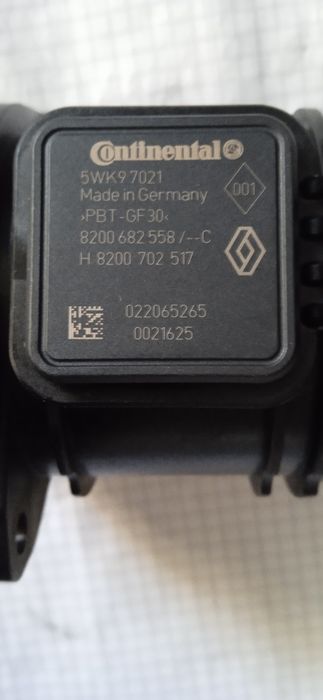 Continental
5WK9 7021
Made in Germany
001
›PBT-GF30‹
8200 682 558 /--C
H 8200 702 517
022065265
0021625